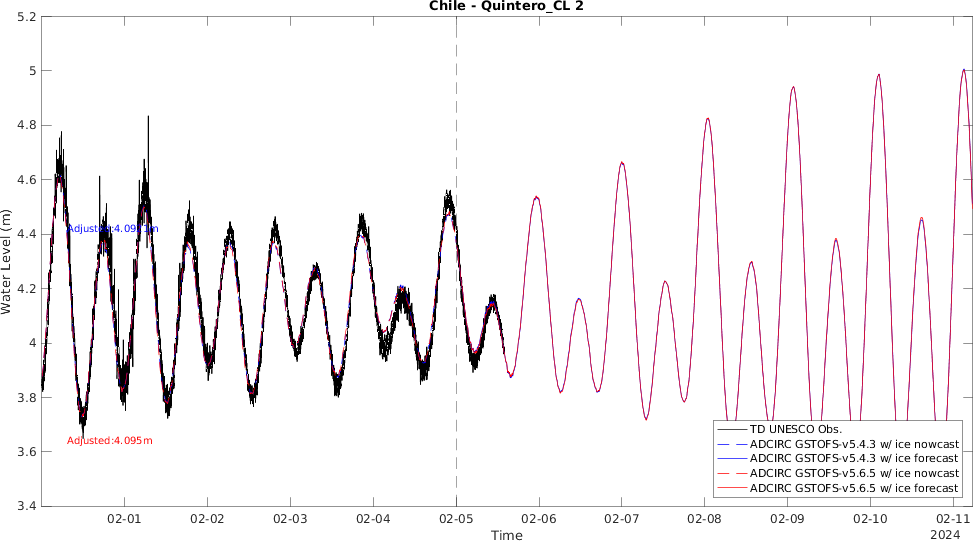 Chile - Quintero_CL 2
Water Level (m)
5.2
5
4.8
4.6
4.4
4.2
4
3.8
3.6
3.4
Adjusted:4.0951m
Adjusted:4.095m
TD UNESCO Obs.
ADCIRC GSTOFS-v5.4.3 w/ ice nowcast
ADCIRC GSTOFS-v5.4.3 w/ ice forecast
ADCIRC GSTOFS-v5.6.5 w/ ice nowcast
ADCIRC GSTOFS-v5.6.5 w/ ice forecast
02-01 02-02 02-03 02-04 02-05 02-06 02-07 02-08 02-09 02-10 02-11
Time
2024